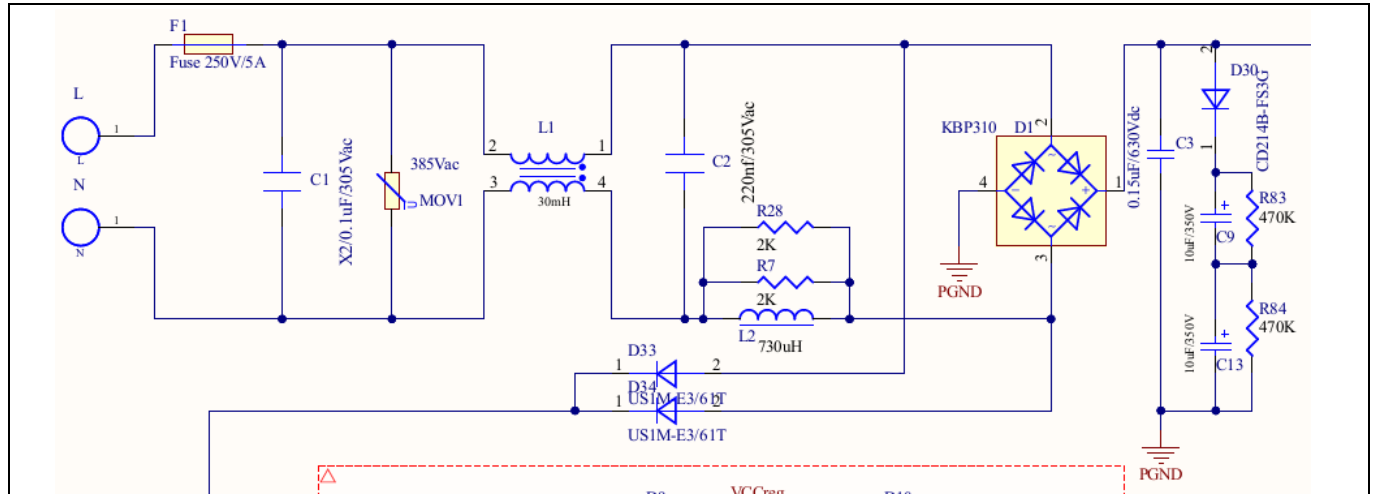 F1
Fuse 250V/5A
L
1
L
N
1
N
C1
X2/0.1uF/305Vac
385Vac
MOV1
L1
2
1
3
4
30mH
C2
220nf/305Vac
R28
2K
R7
2K
L2
730uH
KBP310
D1
2
4
1
3
~
~
-
+
PGND
0.15uF/630Vdc
C3
2
D30
CD214B-FS3G
1
+
C9
10uF/350V
R83
470K
+
C13
10uF/350V
R84
470K
PGND
D33
1
2
US1M-E3/61T
D34
1
2
US1M-E3/61T
VCCreg